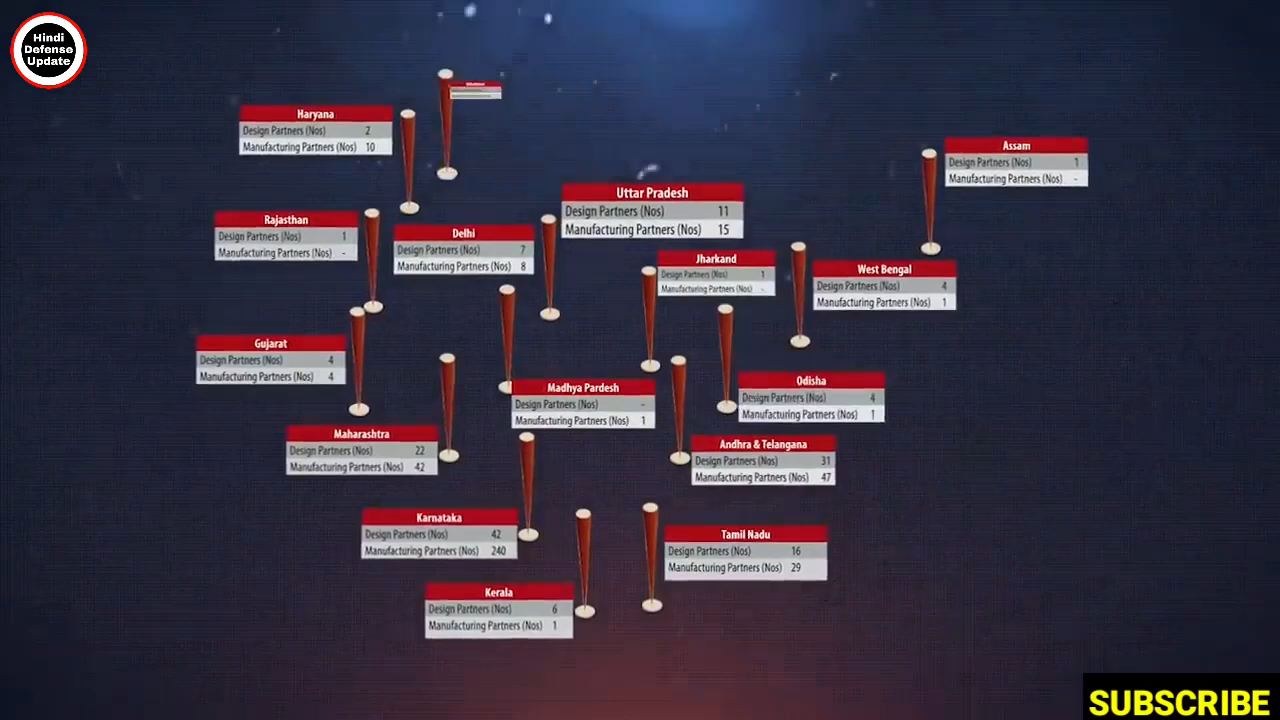 Hindi
Defense
Update
Haryana
Design Partners (Nos) 2
Manufacturing Partners (Nos) 10
Assam
Design Partners (Nos) 1
Manufacturing Partners (Nos) -
Uttar Pradesh
Design Partners (Nos) 11
Manufacturing Partners (Nos) 15
Rajasthan
Design Partners (Nos) 1
Manufacturing Partners (Nos) -
Delhi
Design Partners (Nos) 7
Manufacturing Partners (Nos) 8
Jharkand
Design Partners (Nos) 1
Manufacturing Partners (Nos) -
West Bengal
Design Partners (Nos) 4
Manufacturing Partners (Nos) 1
Gujarat
Design Partners (Nos) 4
Manufacturing Partners (Nos) 4
Madhya Pardesh
Design Partners (Nos) -
Manufacturing Partners (Nos) 1
Odisha
Design Partners (Nos) 4
Manufacturing Partners (Nos) 1
Maharashtra
Design Partners (Nos) 22
Manufacturing Partners (Nos) 42
Andhra & Telangana
Design Partners (Nos) 31
Manufacturing Partners (Nos) 47
Karnataka
Design Partners (Nos) 42
Manufacturing Partners (Nos) 240
Tamil Nadu
Design Partners (Nos) 16
Manufacturing Partners (Nos) 29
Kerala
Design Partners (Nos) 6
Manufacturing Partners (Nos) 1
SUBSCRIBE